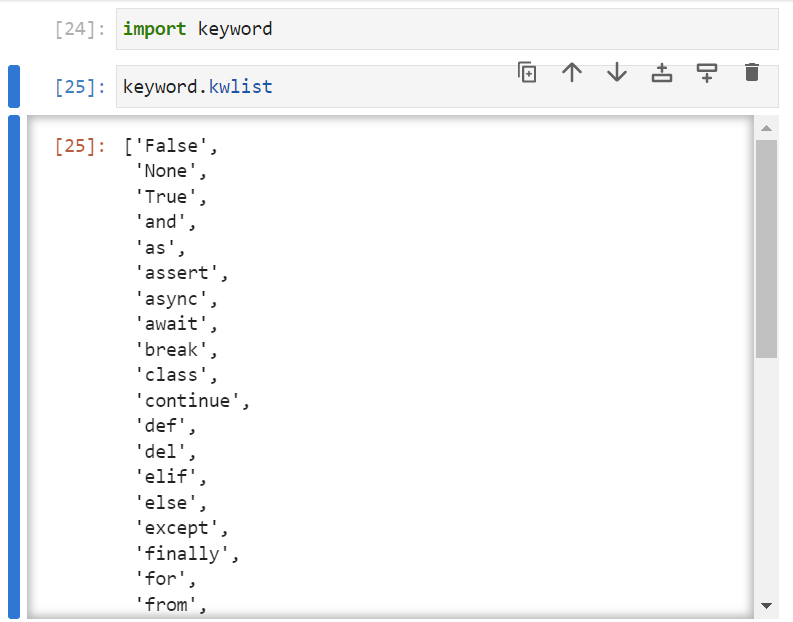 [24]: import keyword
[25]: keyword.kwlist
[25]: ['False',
'None',
'True',
'and',
'as',
'assert',
'async',
'await',
'break',
'class',
'continue',
'def',
'del',
'elif',
'else',
'except',
'finally',
'for',
'from',